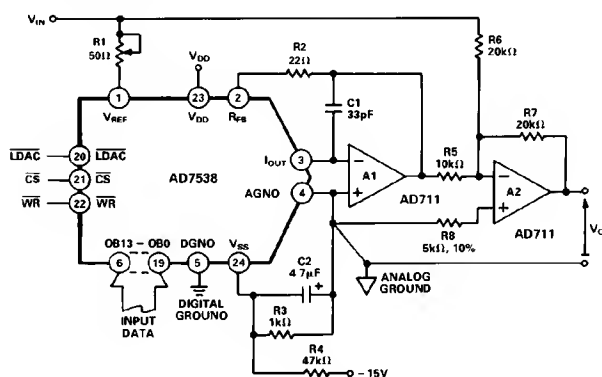 VIN
R1
50Ω
VDD
R2
22Ω
R6
20kΩ
C1
33pF
R7
20kΩ
1
23
2
VREF
VDD
RFB
LDAC
20
LDAC
CS
21
CS
WR
22
WR
AD7538
IOUT
3
AGNO
4
A1
AD711
R5
10kΩ
A2
AD711
R8
5kΩ, 10%
VO
OB13 – OB0
DGNO
VSS
6
19
5
24
INPUT
DATA
DIGITAL
GROUNO
C2
4 7µF
R3
1kΩ
R4
47kΩ
–15V
ANALOG
GROUND